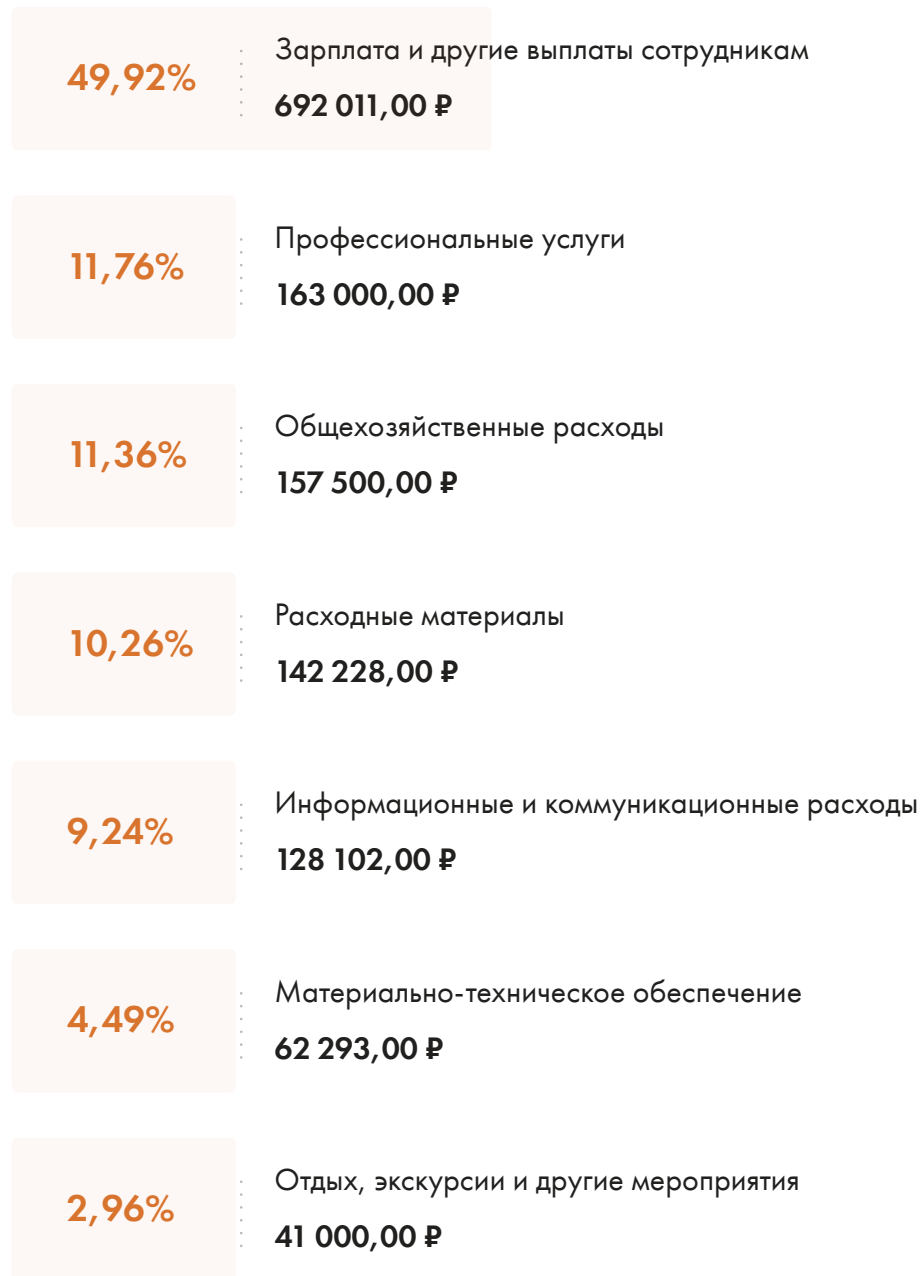 49,92%
Зарплата и другие выплаты сотрудникам
692 011,00 ₽
11,76%
Профессиональные услуги
163 000,00 ₽
11,36%
Общехозяйственные расходы
157 500,00 ₽
10,26%
Расходные материалы
142 228,00 ₽
9,24%
Информационные и коммуникационные расходы
128 102,00 ₽
4,49%
Материально-техническое обеспечение
62 293,00 ₽
2,96%
Отдых, экскурсии и другие мероприятия
41 000,00 ₽